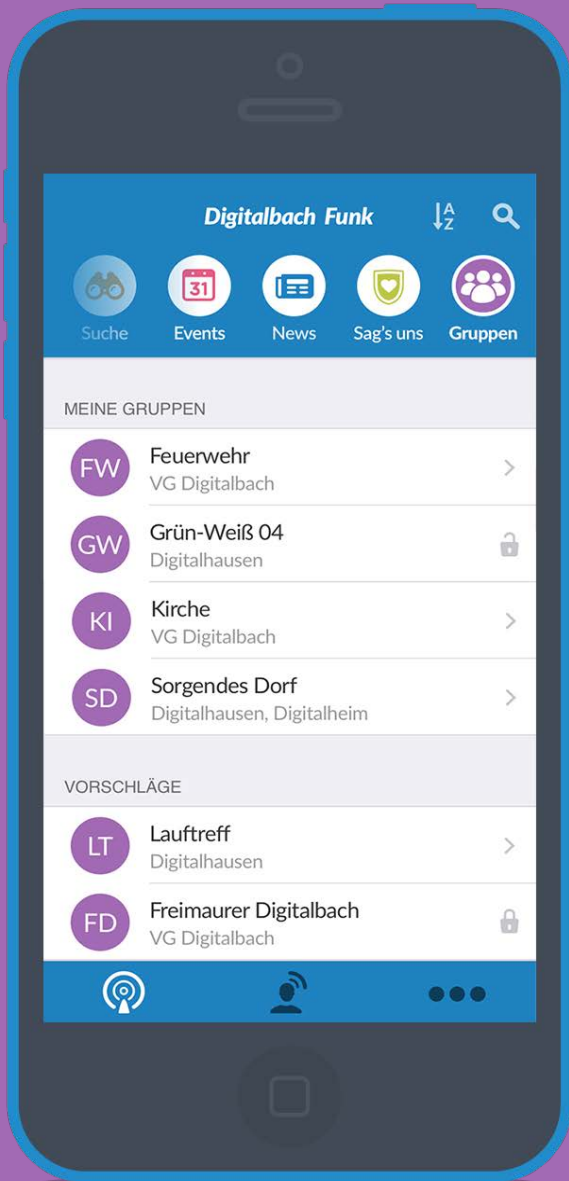 Digitalbach Funk
A
Z
31
Suche
Events
News
Sag's uns
Gruppen
MEINE GRUPPEN
FW
Feuerwehr
VG Digitalbach
GW
Grün-Weiß 04
Digitalhausen
KI
Kirche
VG Digitalbach
SD
Sorgendes Dorf
Digitalhausen, Digitalheim
VORSCHLÄGE
LT
Lauftreff
Digitalhausen
FD
Freimaurer Digitalbach
VG Digitalbach